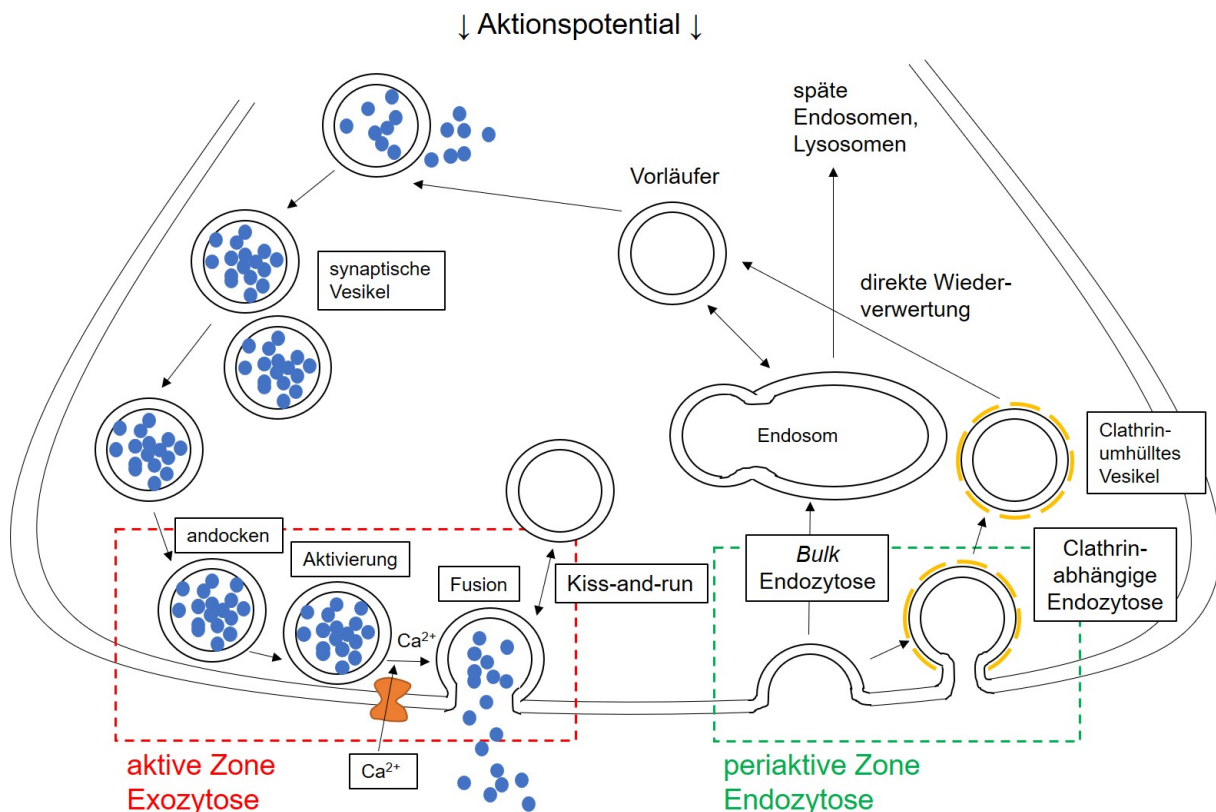 ↓ Aktionspotential ↓
späte
Endosomen,
Lysosomen
Vorläufer
synaptische
Vesikel
direkte Wieder-
verwertung
Endosom
Clathrin-
umhülltes
Vesikel
andocken
Aktivierung
Fusion
Kiss-and-run
Bulk
Endozytose
Clathrin-
abhängige
Endozytose
Ca²⁺
Ca²⁺
aktive Zone
Exozytose
periaktive Zone
Endozytose